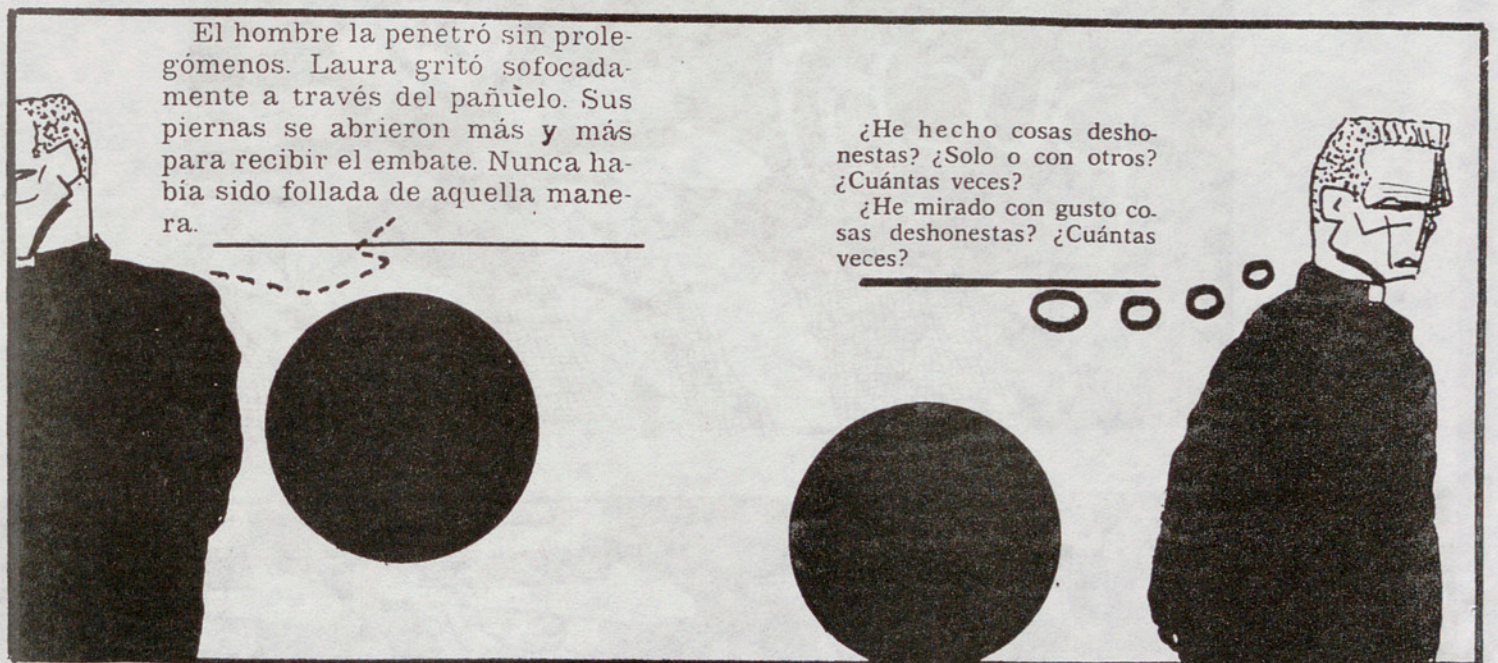 El hombre la penetró sin prole-
gómenos. Laura gritó sofocada-
mente a través del pañuelo. Sus
piernas se abrieron más y más
para recibir el embate. Nunca ha-
bía sido follada de aquella mane-
ra.
¿He hecho cosas desho-
nestas? ¿Solo o con otros?
¿Cuántas veces?
¿He mirado con gusto co-
sas deshonestas? ¿Cuántas
veces?